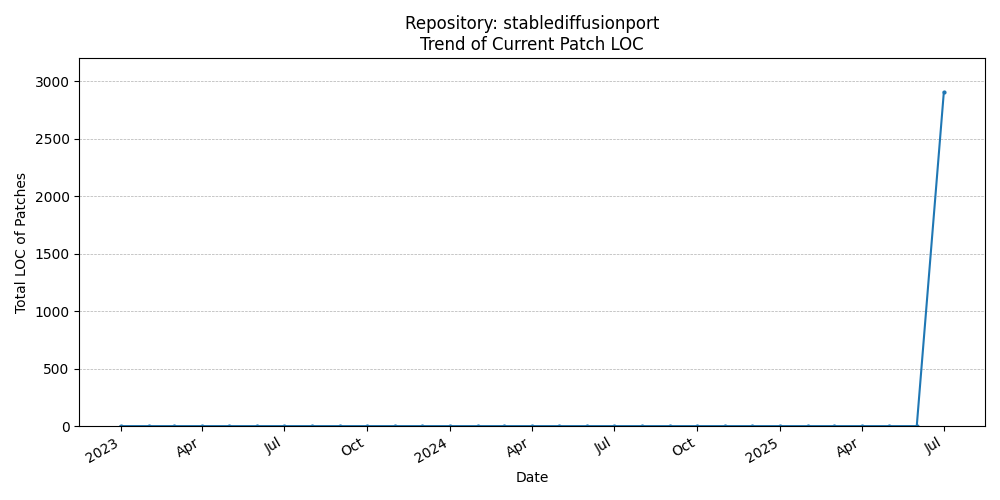 Repository: stablediffusionport
Trend of Current Patch LOC
3000
2500
2000
1500
1000
500
0
Total LOC of Patches
2023
Apr
Jul
Oct
2024
Apr
Jul
Oct
2025
Apr
Jul
Date